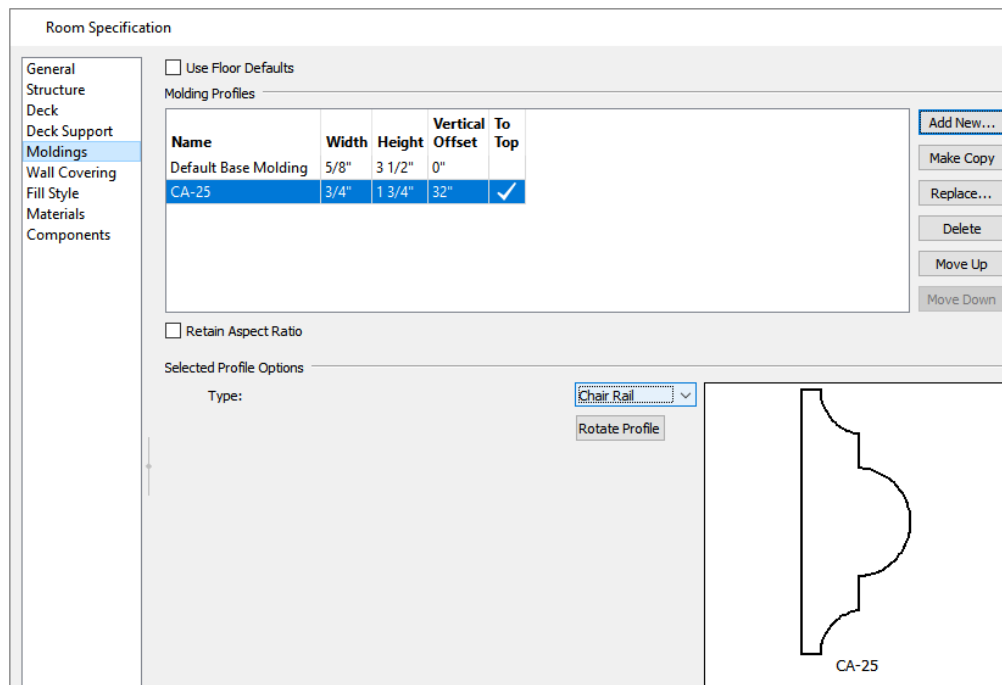 Room Specification
General
Structure
Deck
Deck Support
Moldings
Wall Covering
Fill Style
Materials
Components
Use Floor Defaults
Molding Profiles
Name Width Height Vertical Offset To Top
Default Base Molding 5/8" 3 1/2" 0"
CA-25 3/4" 1 3/4" 32"
Add New...
Make Copy
Replace...
Delete
Move Up
Move Down
Retain Aspect Ratio
Selected Profile Options
Type: Chair Rail
Rotate Profile
CA-25